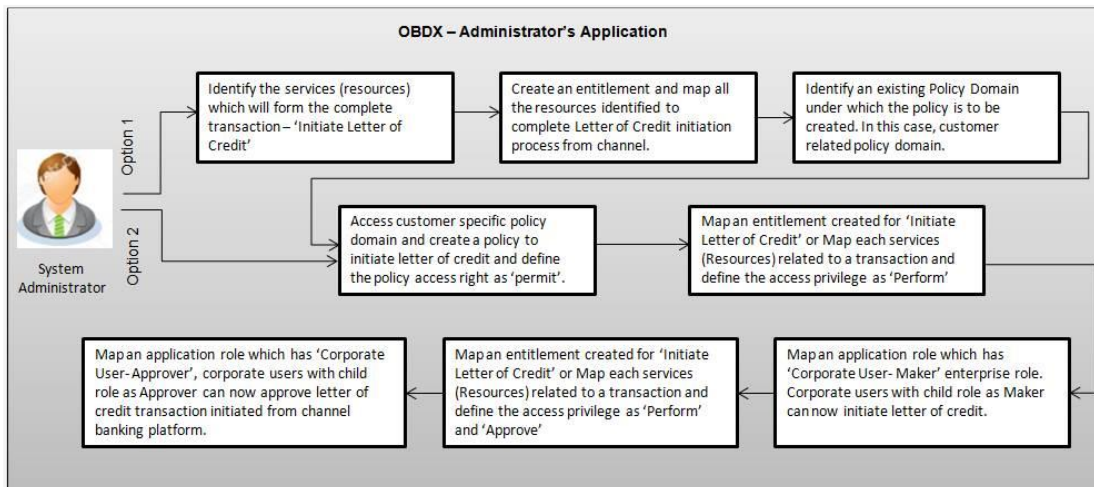 OBDX – Administrator's Application
Option 1
Option 2
System
Administrator
Identify the services (resources)
which will form the complete
transaction – 'Initiate Letter of
Credit'
Create an entitlement and map all
the resources identified to
complete Letter of Credit initiation
process from channel.
Identify an existing Policy Domain
under which the policy is to be
created. In this case, customer
related policy domain.
Access customer specific policy
domain and create a policy to
initiate letter of credit and define
the policy access right as 'permit'.
Map an entitlement created for 'Initiate
Letter of Credit' or Map each services
(Resources) related to a transaction and
define the access privilege as 'Perform'
Map an application role which has
'Corporate User- Maker' enterprise role.
Corporate users with child role as Maker
can now initiate letter of credit.
Map an entitlement created for 'Initiate
Letter of Credit' or Map each services
(Resources) related to a transaction and
define the access privilege as 'Perform'
and 'Approve'
Map an application role which has 'Corporate
User- Approver', corporate users with child
role as Approver can now approve letter of
credit transaction initiated from channel
banking platform.